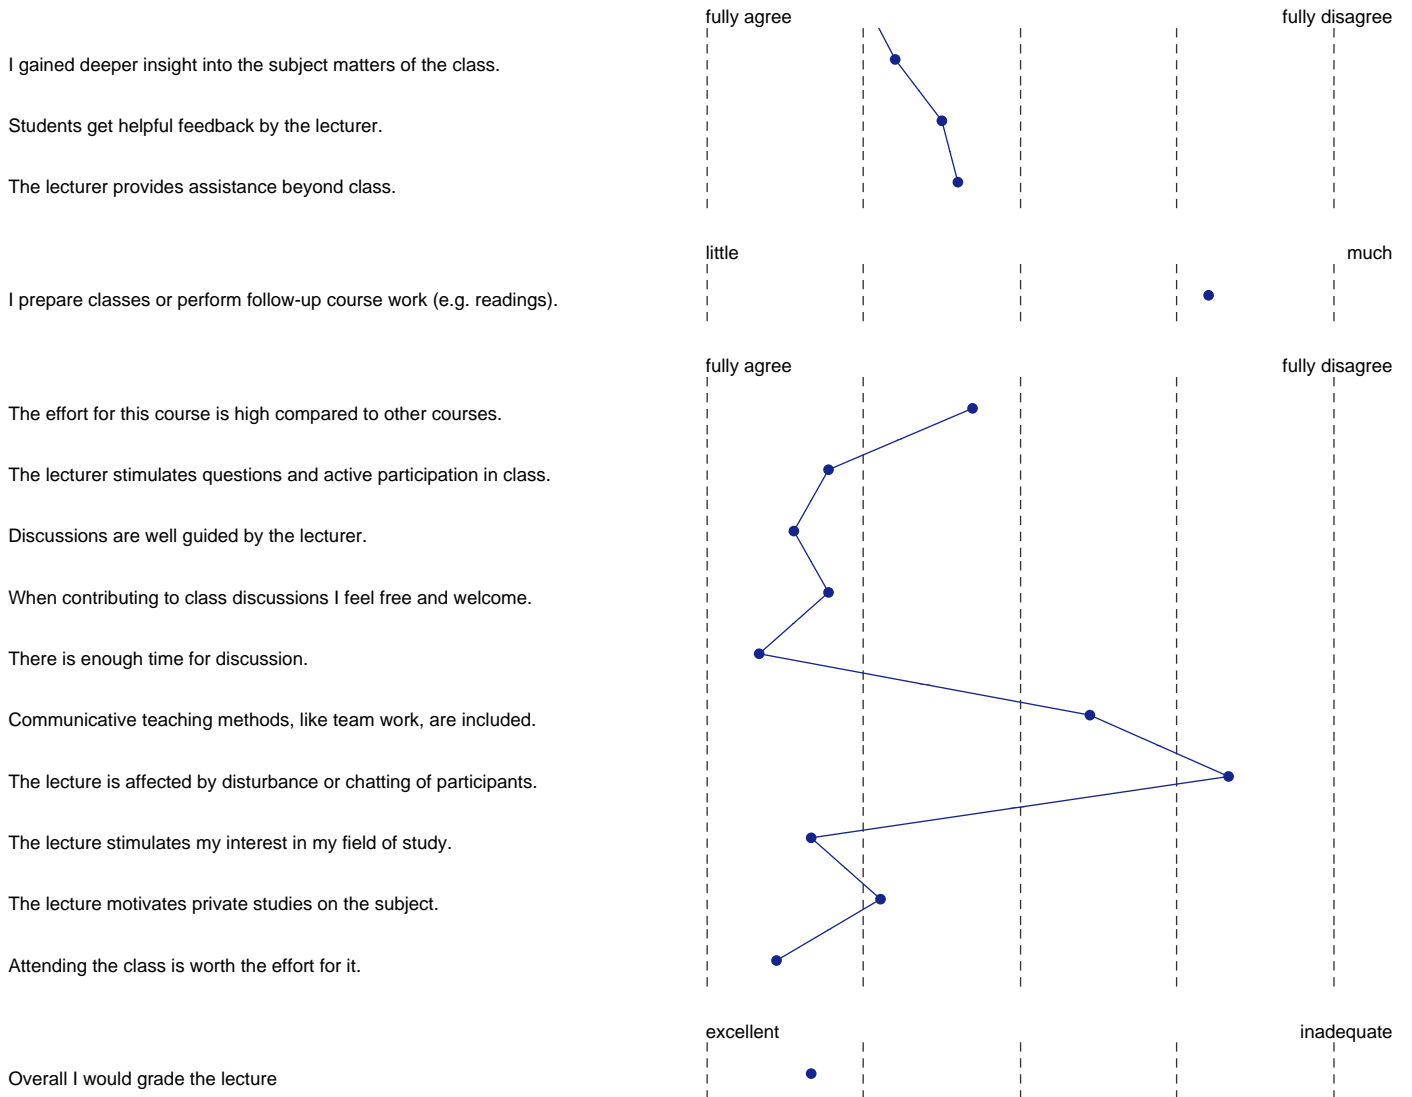 fully agree fully disagree
I gained deeper insight into the subject matters of the class.
Students get helpful feedback by the lecturer.
The lecturer provides assistance beyond class.
little much
I prepare classes or perform follow-up course work (e.g. readings).
fully agree fully disagree
The effort for this course is high compared to other courses.
The lecturer stimulates questions and active participation in class.
Discussions are well guided by the lecturer.
When contributing to class discussions I feel free and welcome.
There is enough time for discussion.
Communicative teaching methods, like team work, are included.
The lecture is affected by disturbance or chatting of participants.
The lecture stimulates my interest in my field of study.
The lecture motivates private studies on the subject.
Attending the class is worth the effort for it.
excellent inadequate
Overall I would grade the lecture